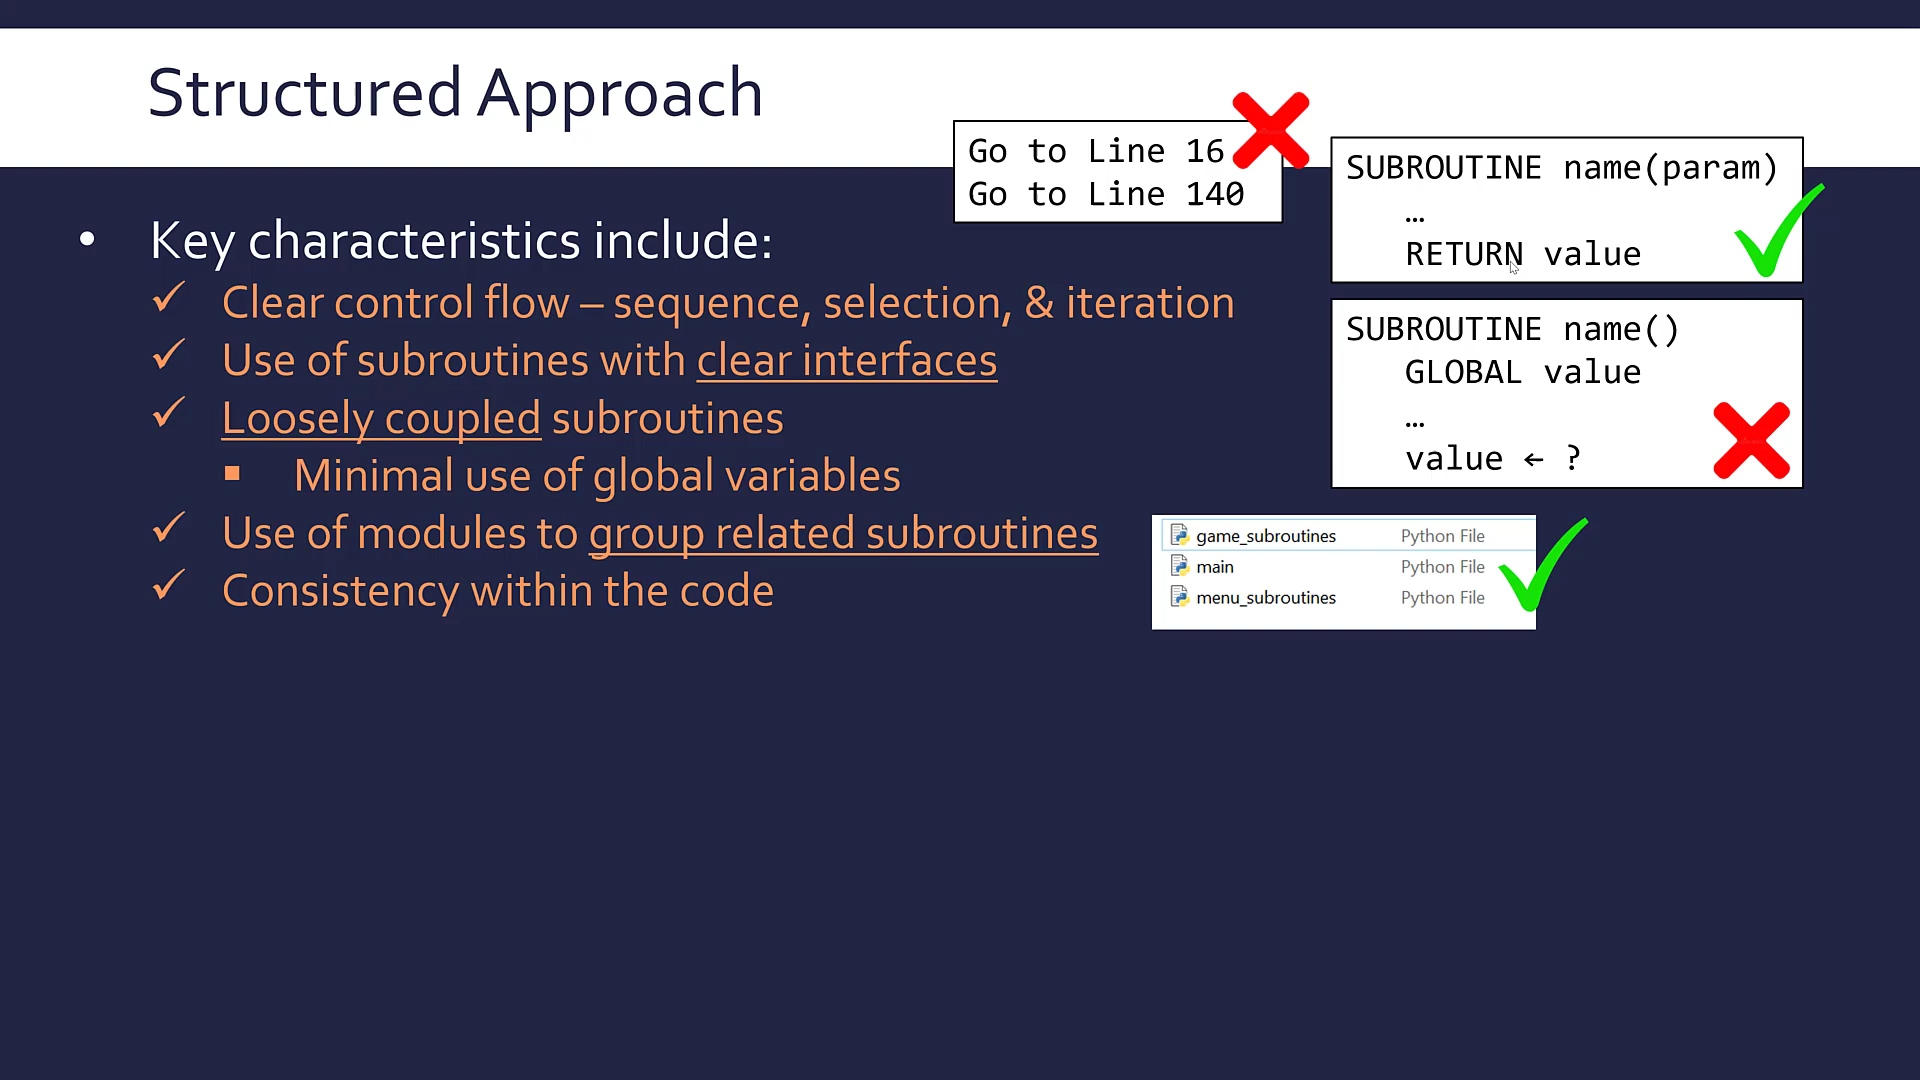 Structured Approach
Go to Line 16
Go to Line 140
SUBROUTINE name(param)
…
RETURN value
• Key characteristics include:
✓ Clear control flow – sequence, selection, & iteration
✓ Use of subroutines with clear interfaces
✓ Loosely coupled subroutines
▪ Minimal use of global variables
✓ Use of modules to group related subroutines
✓ Consistency within the code
SUBROUTINE name()
GLOBAL value
…
value ← ?
game_subroutines Python File
main Python File
menu_subroutines Python File